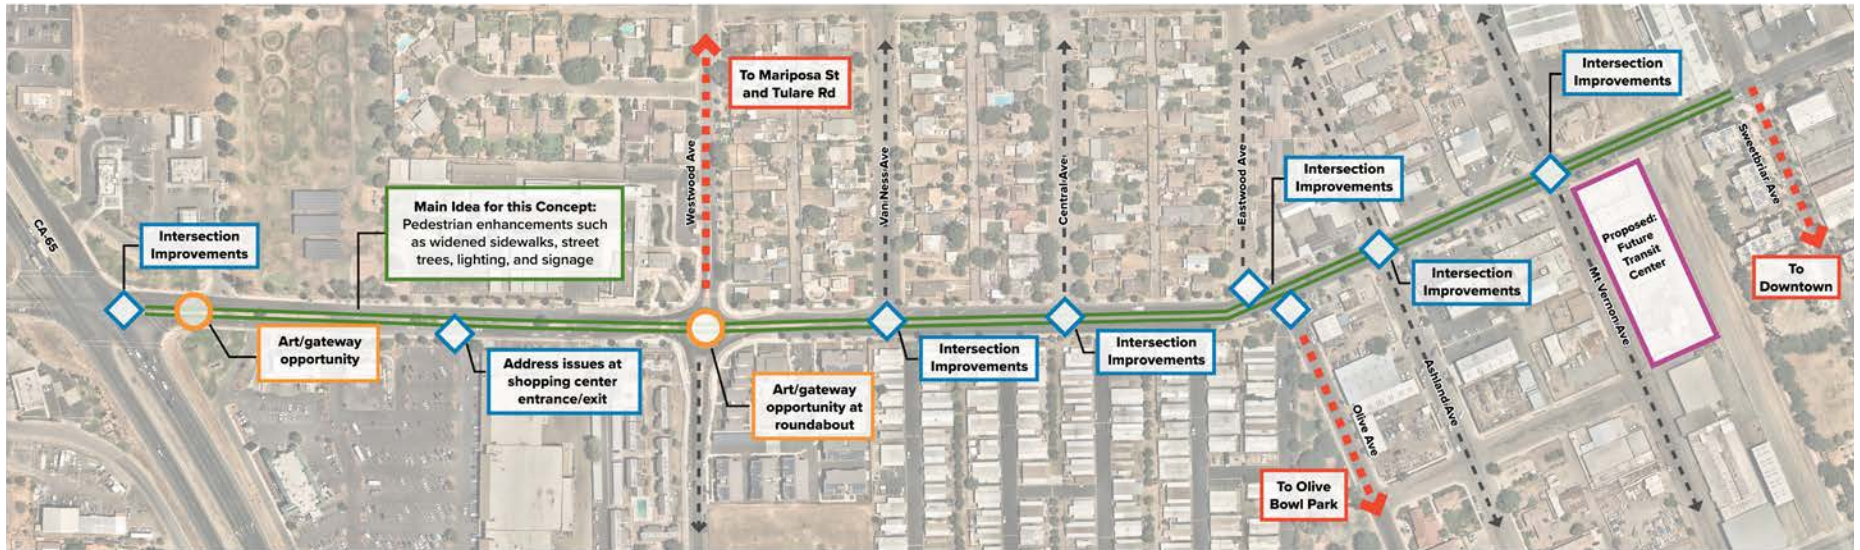 To Mariposa St
and Tulare Rd
Intersection
Improvements
Intersection
Improvements
Main Idea for this Concept:
Pedestrian enhancements such
as widened sidewalks, street
trees, lighting, and signage
Westwood Ave
Van Ness Ave
Central Ave
Eastwood Ave
Sweetbriar Ave
CA-65
Intersection
Improvements
Proposed:
Future
Transit
Center
Intersection
Improvements
To
Downtown
Mt Vernon Ave
Art/gateway
opportunity
Address issues at
shopping center
entrance/exit
Intersection
Improvements
Intersection
Improvements
Art/gateway
opportunity at
roundabout
Ashland Ave
Olive Ave
To Olive
Bowl Park